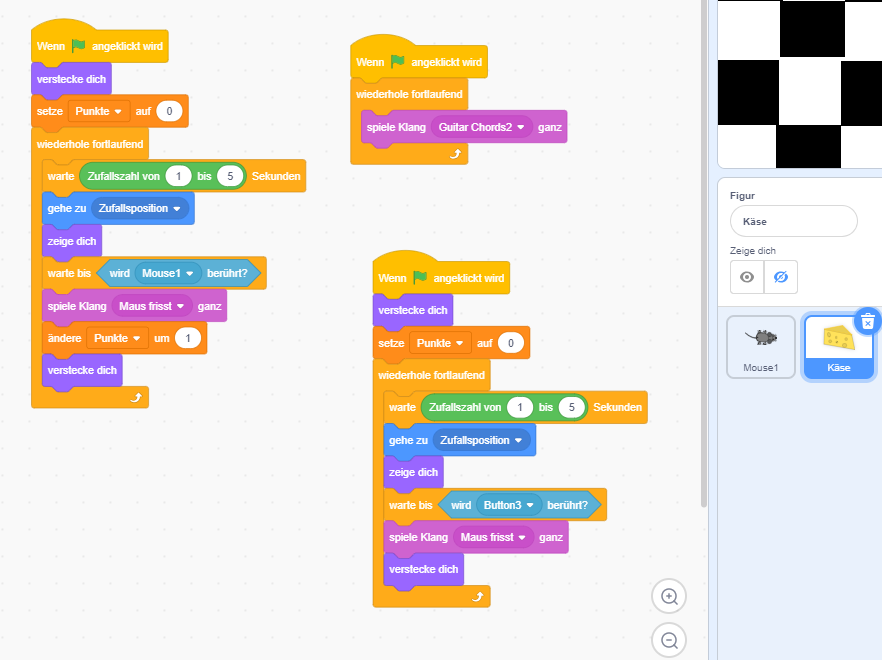 Wenn angeklickt wird
verstecke dich
setze Punkte auf 0
wiederhole fortlaufend
warte Zufallszahl von 1 bis 5 Sekunden
gehe zu Zufallsposition
zeige dich
warte bis wird Mouse1 berührt?
spiele Klang Maus frisst ganz
ändere Punkte um 1
verstecke dich
Wenn angeklickt wird
wiederhole fortlaufend
spiele Klang Guitar Chords2 ganz
Wenn angeklickt wird
verstecke dich
setze Punkte auf 0
wiederhole fortlaufend
warte Zufallszahl von 1 bis 5 Sekunden
gehe zu Zufallsposition
zeige dich
warte bis wird Button3 berührt?
spiele Klang Maus frisst ganz
verstecke dich
Figur
Käse
Zeige dich
Mouse1
Käse